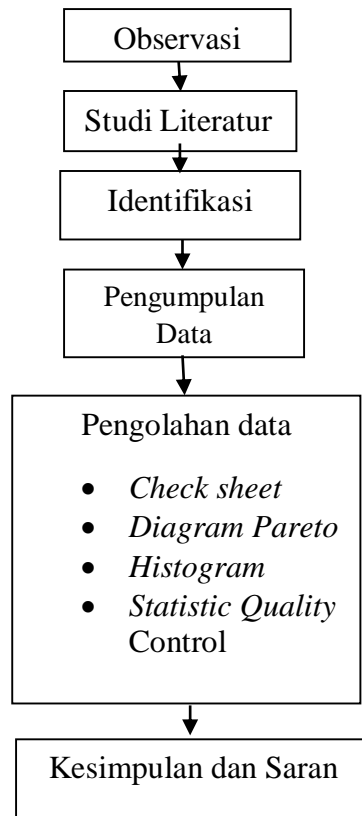 Observasi
Studi Literatur
Identifikasi
Pengumpulan
Data
Pengolahan data
• Check sheet
• Diagram Pareto
• Histogram
• Statistic Quality
Control
Kesimpulan dan Saran